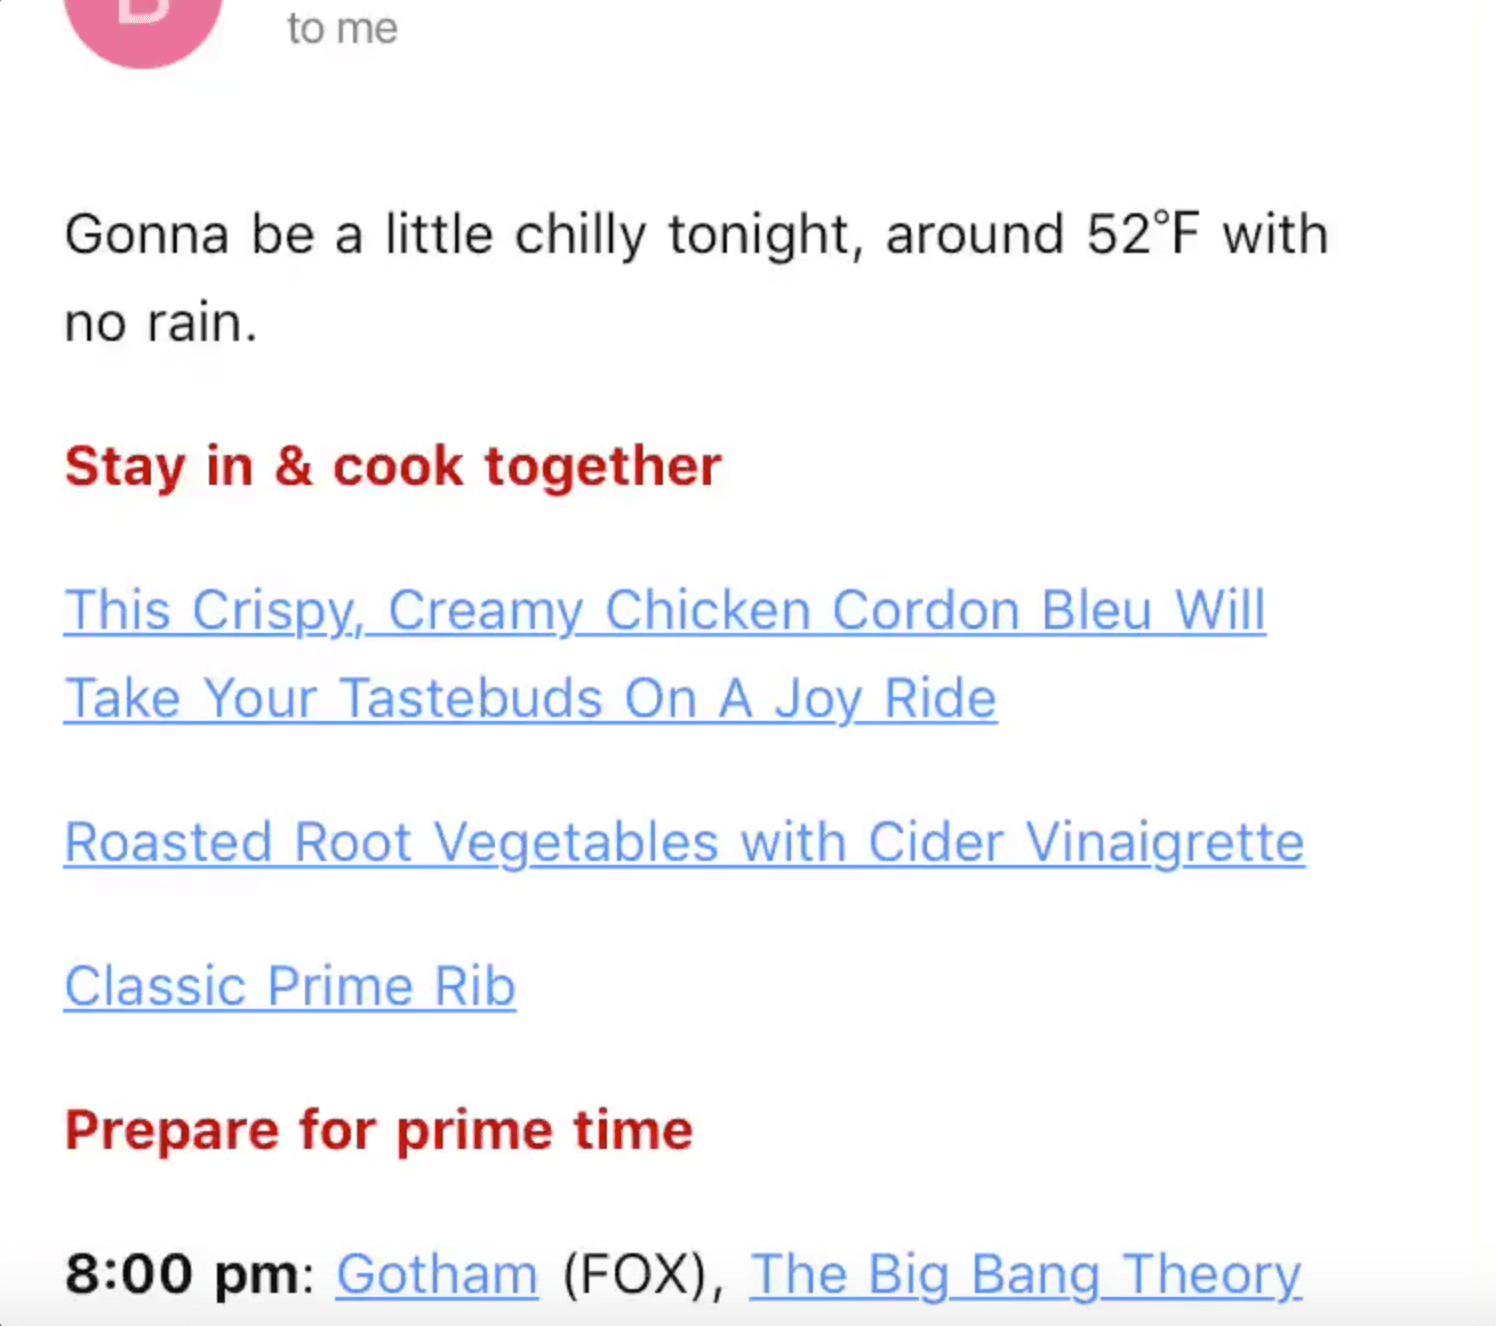 to me
Gonna be a little chilly tonight, around 52°F with
no rain.
Stay in & cook together
This Crispy, Creamy Chicken Cordon Bleu Will
Take Your Tastebuds On A Joy Ride
Roasted Root Vegetables with Cider Vinaigrette
Classic Prime Rib
Prepare for prime time
8:00 pm: Gotham (FOX), The Big Bang Theory